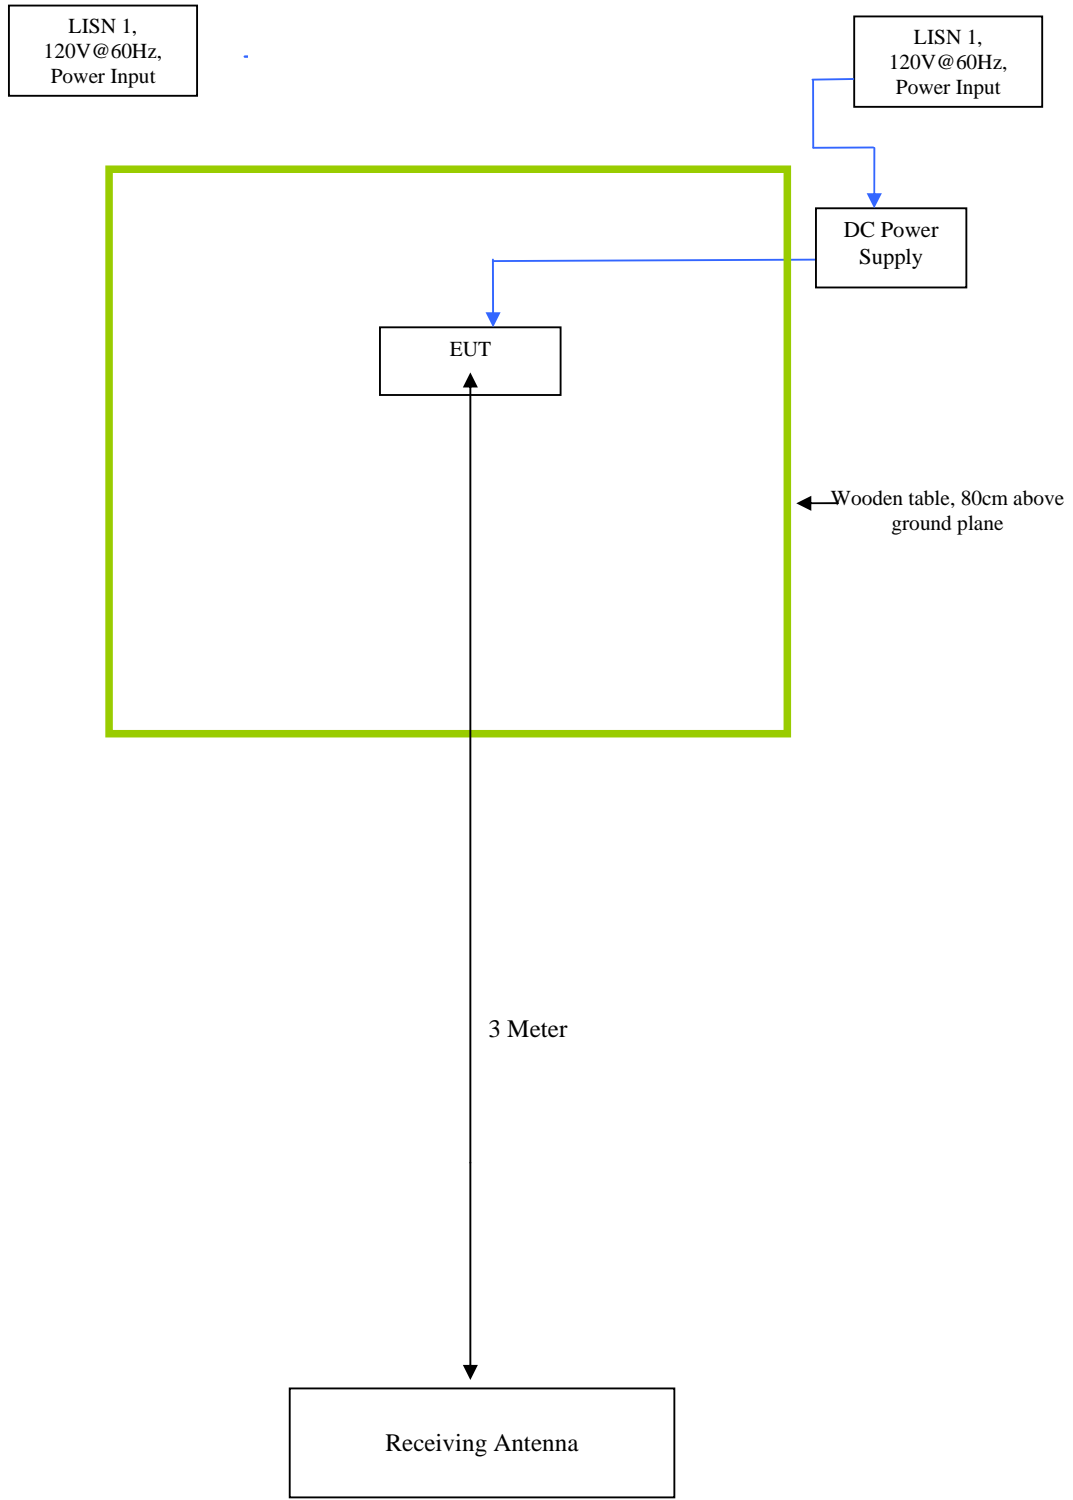 LISN 1,
120V@60Hz,
Power Input
LISN 1,
120V@60Hz,
Power Input
DC Power
Supply
EUT
Wooden table, 80cm above
ground plane
3 Meter
Receiving Antenna